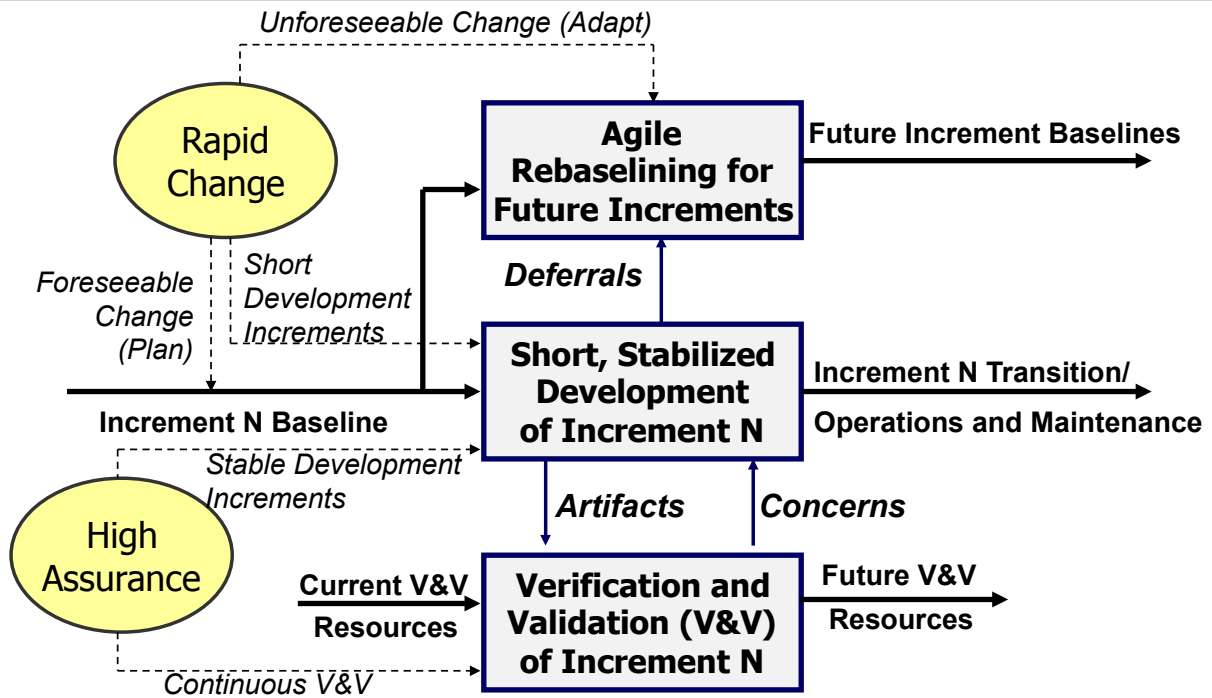 Unforeseeable Change (Adapt)
Rapid
Change
Agile
Rebaselining for
Future Increments
Future Increment Baselines
Foreseeable
Change
(Plan)
Short
Development
Increments
Deferrals
Short, Stabilized
Development
of Increment N
Increment N Transition/
Operations and Maintenance
Increment N Baseline
Stable Development
Increments
High
Assurance
Artifacts
Concerns
Current V&V
Resources
Verification and
Validation (V&V)
of Increment N
Future V&V
Resources
Continuous V&V